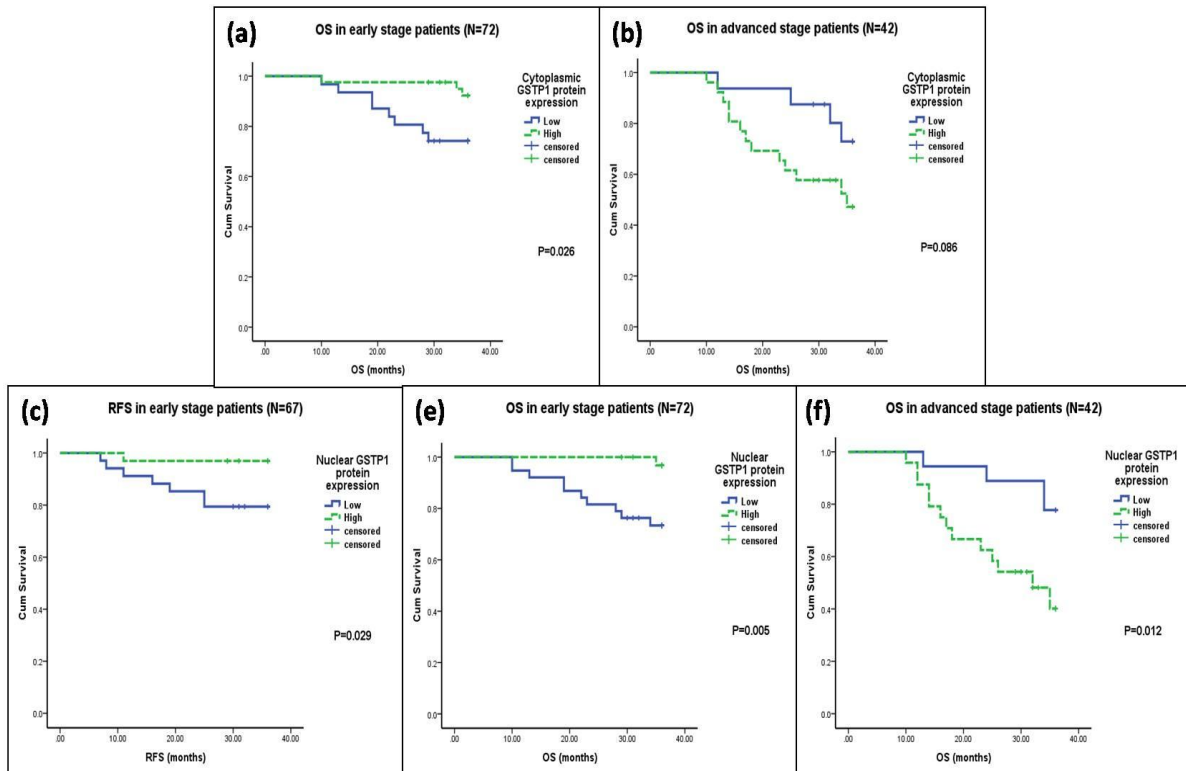 (a)
OS in early stage patients (N=72)
Cytoplasmic
GSTP1 protein
expression
Low
High
censored
censored
P=0.026
Cum Survival
1.0
0.8
0.6
0.4
0.2
0.0
.00 10.00 20.00 30.00 40.00
OS (months)
(b)
OS in advanced stage patients (N=42)
Cytoplasmic
GSTP1 protein
expression
Low
High
censored
censored
P=0.086
Cum Survival
1.0
0.8
0.6
0.4
0.2
0.0
.00 10.00 20.00 30.00 40.00
OS (months)
(c)
RFS in early stage patients (N=67)
Nuclear GSTP1
protein
expression
Low
High
censored
censored
P=0.029
Cum Survival
1.0
0.8
0.6
0.4
0.2
0.0
.00 10.00 20.00 30.00 40.00
RFS (months)
(e)
OS in early stage patients (N=72)
Nuclear
GSTP1 protein
expression
Low
High
censored
censored
P=0.005
Cum Survival
1.0
0.8
0.6
0.4
0.2
0.0
.00 10.00 20.00 30.00 40.00
OS (months)
(f)
OS in advanced stage patients (N=42)
Nuclear GSTP1
protein
expression
Low
High
censored
censored
P=0.012
Cum Survival
1.0
0.8
0.6
0.4
0.2
0.0
.00 10.00 20.00 30.00 40.00
OS (months)